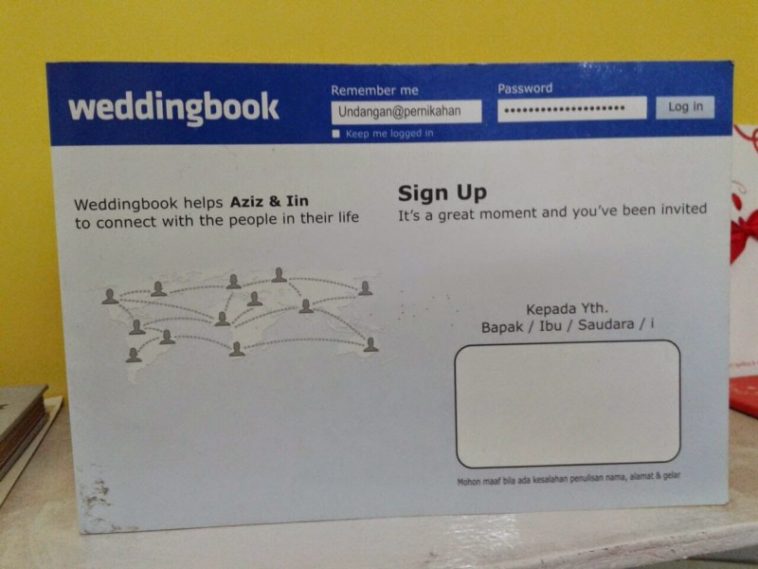 weddingbook
Remember me
Password
Undangan@pernikahan
••••••••••••••••••••
Log in
Keep me logged in
Weddingbook helps Aziz & Iin
to connect with the people in their life
Sign Up
It's a great moment and you've been invited
Kepada Yth.
Bapak / Ibu / Saudara / i
Mohon maaf bila ada kesalahan penulisan nama, alamat & gelar